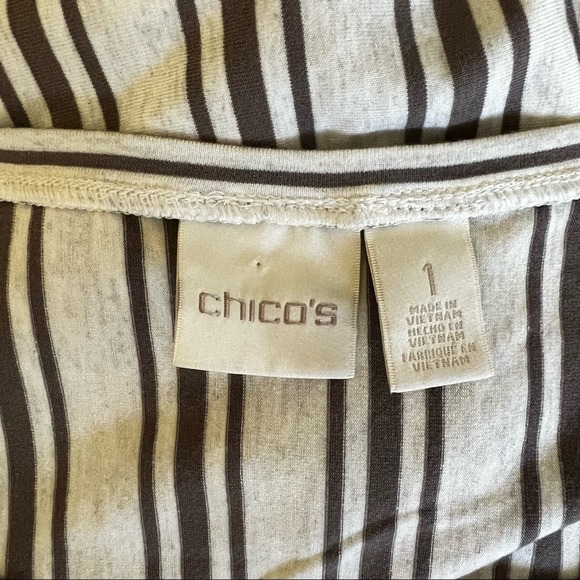 chico's
1
MADE IN
VIETNAM
HECHO EN
VIETNAM
FABRIQUÉ EN
VIETNAM